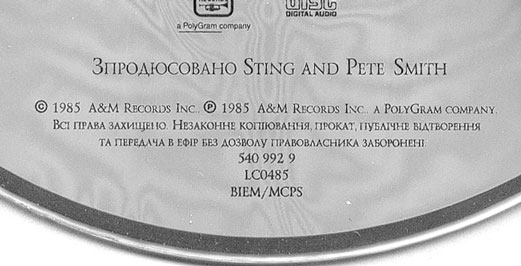 RECORDS
a PolyGram company
disc
DIGITAL AUDIO
Зпродюсовано Sting and Pete Smith
© 1985 A&M Records Inc. ℗ 1985 A&M Records Inc.. a PolyGram company.
Всі права захищено. Незаконне копіювання, прокат, публічне відтворення
та передача в ефір без дозволу правовласника заборонені
540 992 9
LC0485
BIEM/MCPS